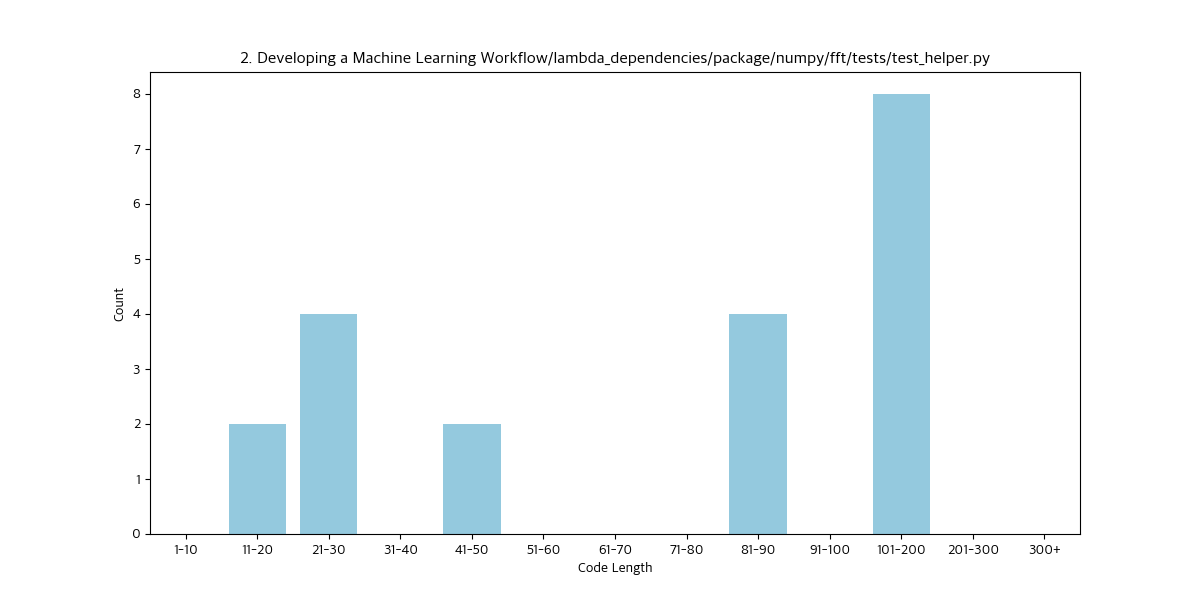 2. Developing a Machine Learning Workflow/lambda_dependencies/package/numpy/fft/tests/test_helper.py
8
7
6
5
4
3
2
1
0
Count
1-10 11-20 21-30 31-40 41-50 51-60 61-70 71-80 81-90 91-100 101-200 201-300 300+
Code Length